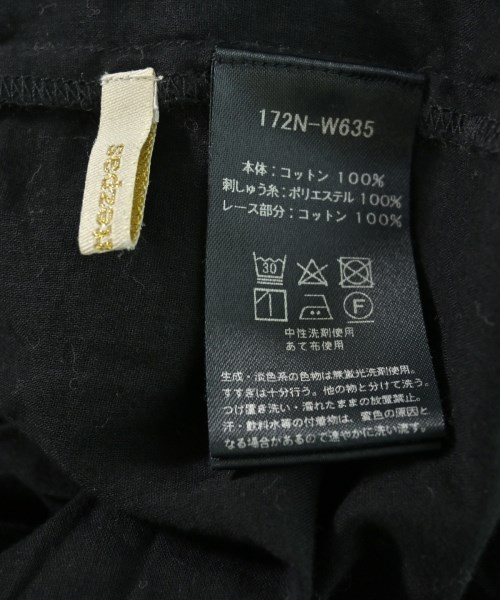 172N-W635
本体：コットン 100%
刺しゅう糸：ポリエステル 100%
レース部分：コットン 100%
30
F
中性洗剤使用
あて布使用
生成・淡色系の色物は無蛍光洗剤使用。
すすぎは十分行う。他の物と分けて洗う。
つけ置き洗い・濡れたままの放置禁止。
汗・飲料水等の付着物は、変色の原因と
なる場合があるので速やかに洗い流す。